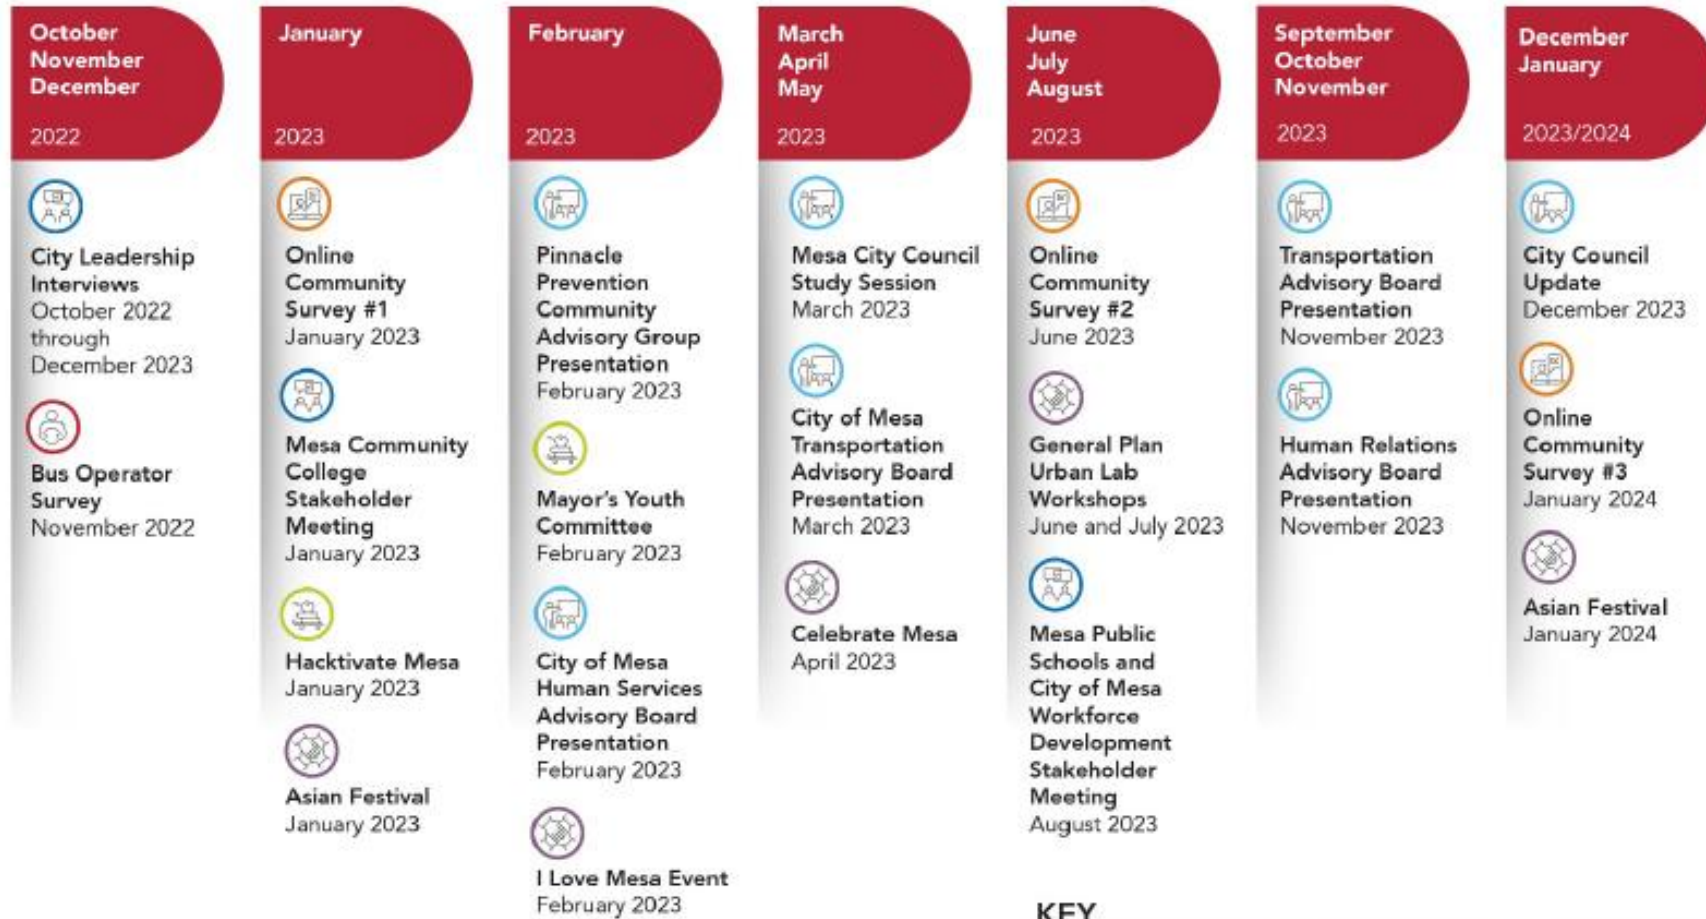 October
November
December
2022
City Leadership
Interviews
October 2022
through
December 2023
Bus Operator
Survey
November 2022
January
2023
Online
Community
Survey #1
January 2023
Mesa Community
College
Stakeholder
Meeting
January 2023
Hacktivate Mesa
January 2023
Asian Festival
January 2023
February
2023
Pinnacle
Prevention
Community
Advisory Group
Presentation
February 2023
Mayor's Youth
Committee
February 2023
City of Mesa
Human Services
Advisory Board
Presentation
February 2023
I Love Mesa Event
February 2023
March
April
May
2023
Mesa City Council
Study Session
March 2023
City of Mesa
Transportation
Advisory Board
Presentation
March 2023
Celebrate Mesa
April 2023
June
July
August
2023
Online
Community
Survey #2
June 2023
General Plan
Urban Lab
Workshops
June and July 2023
Mesa Public
Schools and
City of Mesa
Workforce
Development
Stakeholder
Meeting
August 2023
September
October
November
2023
Transportation
Advisory Board
Presentation
November 2023
Human Relations
Advisory Board
Presentation
November 2023
December
January
2023/2024
City Council
Update
December 2023
Online
Community
Survey #3
January 2024
Asian Festival
January 2024
KEY